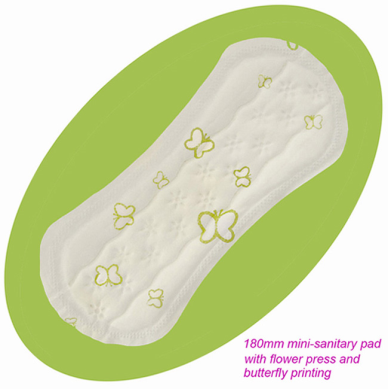 180mm mini-sanitary pad
with flower press and
butterfly printing